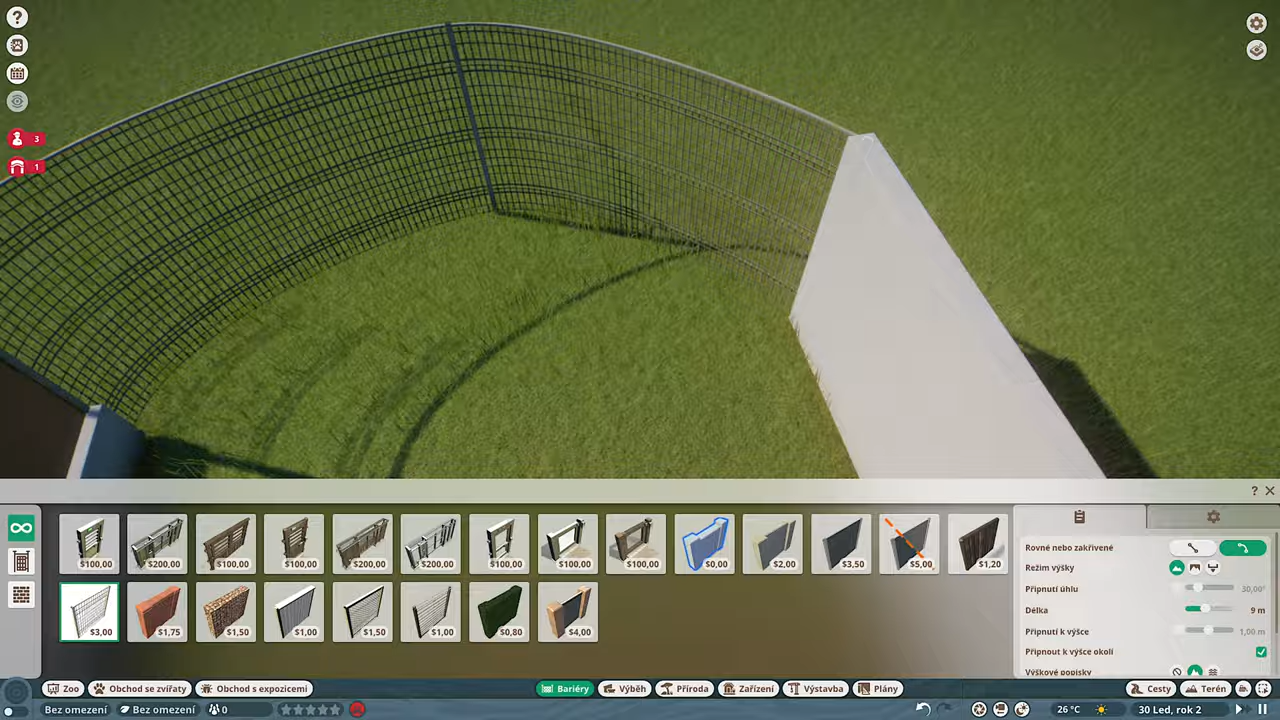 ?
3
1
? ×
$100,00 $200,00 $100,00 $100,00 $200,00 $200,00 $100,00 $100,00 $100,00 $0,00 $2,00 $3,50 $5,00 $1,20
$3,00 $1,75 $1,50 $1,00 $1,50 $1,00 $0,80 $4,00
Rovné nebo zakřivené
Režim výšky
Připnutí úhlu 30,00°
Délka 9 m
Připnutí k výšce 1,00 m
Připnout k výšce okolí
Výškové popisky
Zoo Obchod se zvířaty Obchod s expozicemi Bariéry Výběh Příroda Zařízení Výstavba Plány Cesty Terén
Bez omezení Bez omezení 0 26 °C 30 Led, rok 2